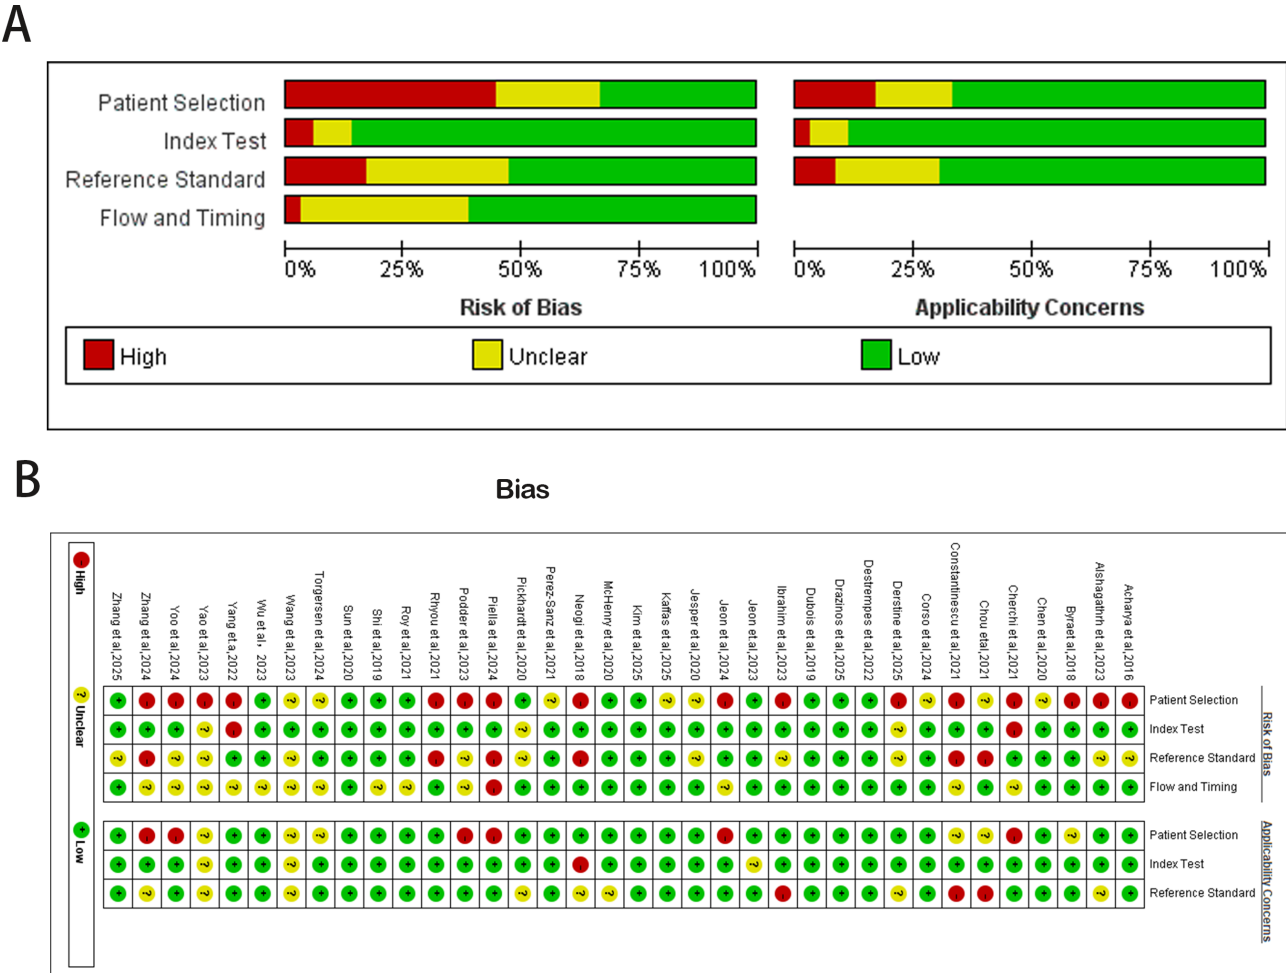 A
Patient Selection
Index Test
Reference Standard
Flow and Timing
0% 25% 50% 75% 100%
0% 25% 50% 75% 100%
Risk of Bias
Applicability Concerns
High
Unclear
Low
B
Bias
High
Unclear
Low
Zhang et al,2025
Zhang et al,2024
Yoo et al,2024
Yao et al,2023
Yang et.a,2022
Wu et al，2023
Wang et al,2023
Torgersen et al,2024
Sun et al,2020
Shi et al,2019
Roy et al,2021
Rhyou et al,2021
Podder et al,2023
Piella et al,2024
Pickhardt et al,2020
Perez-Sanz et al,2021
Neogi et al,2018
McHenry et al,2020
Kim et al,2025
Kaffas et al,2025
Jesper et al,2020
Jeon et al,2024
Jeon et.al,2023
Ibrahim et al,2023
Dubois et al,2019
Drazinos et al,2025
Destrempes et al,2022
Derstine et al,2025
Corso et al,2024
Constantinescu et al,2021
Chou etal,2021
Cherchi et al,2021
Chen et al,2020
Byraet al,2018
Alshagathrh et al,2023
Acharya et al,2016
Patient Selection
Index Test
Reference Standard
Flow and Timing
Risk of Bias
Patient Selection
Index Test
Reference Standard
Applicability Concerns